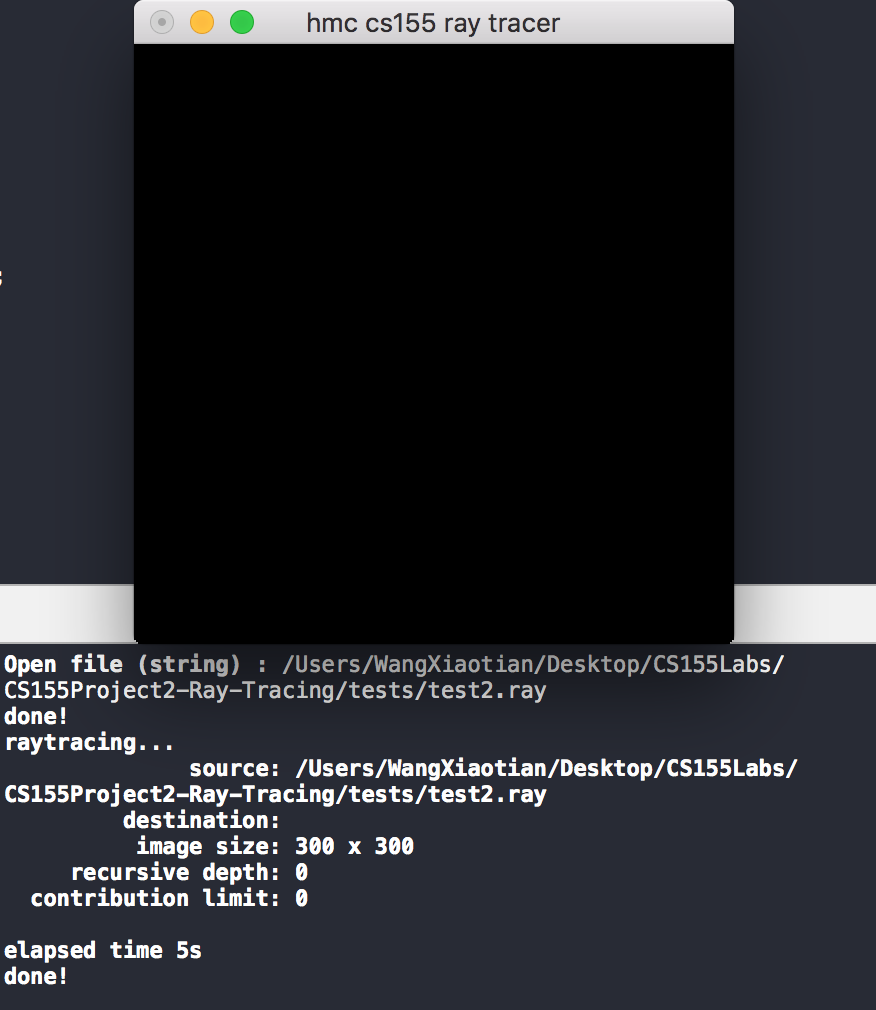 hmc cs155 ray tracer
;
Open file (string) : /Users/WangXiaotian/Desktop/CS155Labs/
CS155Project2-Ray-Tracing/tests/test2.ray
done!
raytracing...
source: /Users/WangXiaotian/Desktop/CS155Labs/
CS155Project2-Ray-Tracing/tests/test2.ray
destination:
image size: 300 x 300
recursive depth: 0
contribution limit: 0
elapsed time 5s
done!